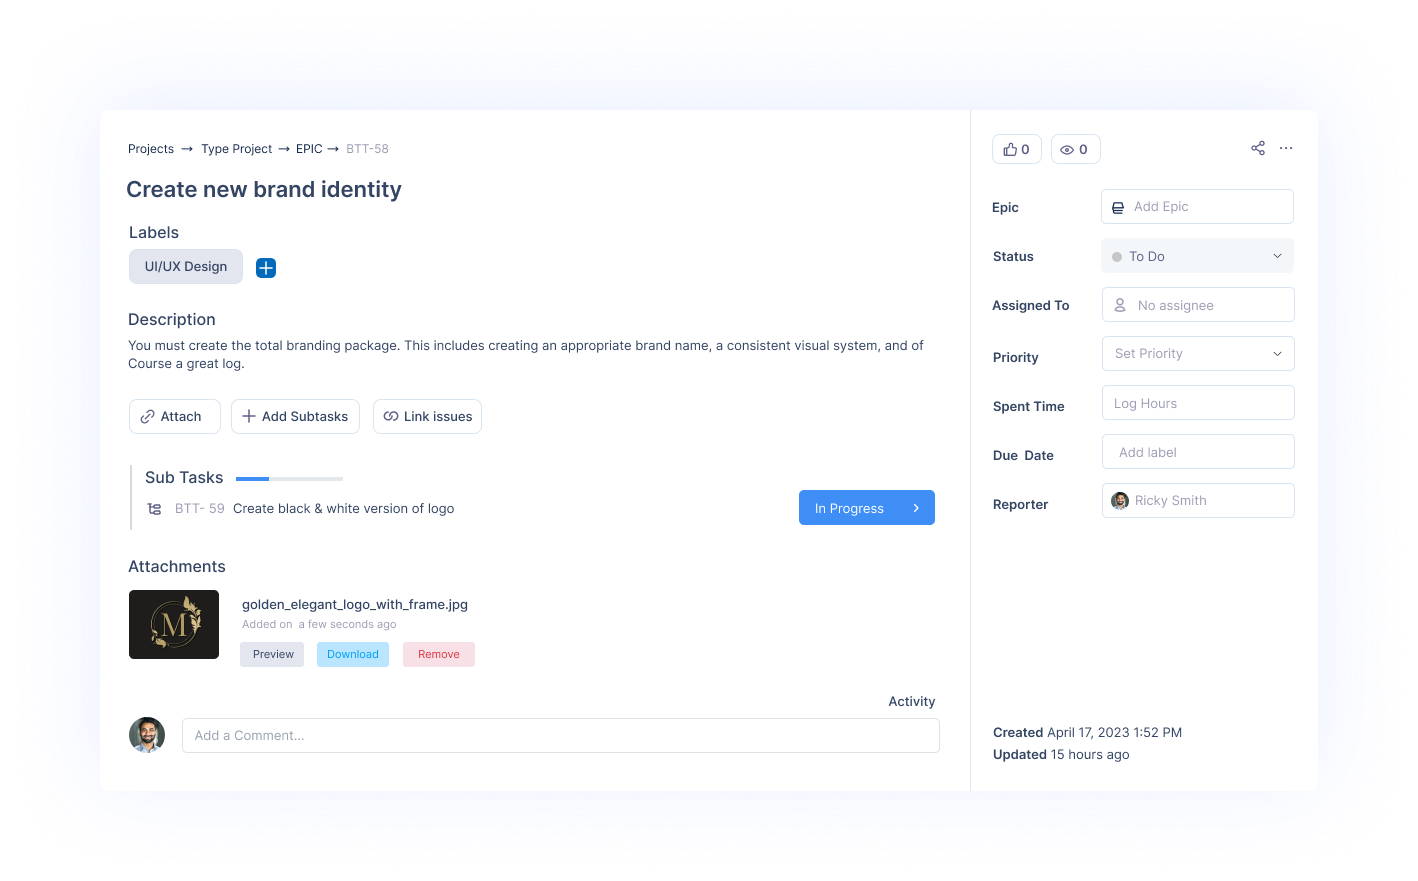 Projects → Type Project → EPIC → BTT-58
Create new brand identity
Labels
UI/UX Design
Description
You must create the total branding package. This includes creating an appropriate brand name, a consistent visual system, and of
Course a great log.
Attach
Add Subtasks
Link issues
Sub Tasks
BTT- 59 Create black & white version of logo
In Progress
Attachments
M
golden_elegant_logo_with_frame.jpg
Added on a few seconds ago
Preview
Download
Remove
Activity
Add a Comment...
0
0
Epic
Add Epic
Status
To Do
Assigned To
No assignee
Priority
Set Priority
Spent Time
Log Hours
Due Date
Add label
Reporter
Ricky Smith
Created April 17, 2023 1:52 PM
Updated 15 hours ago